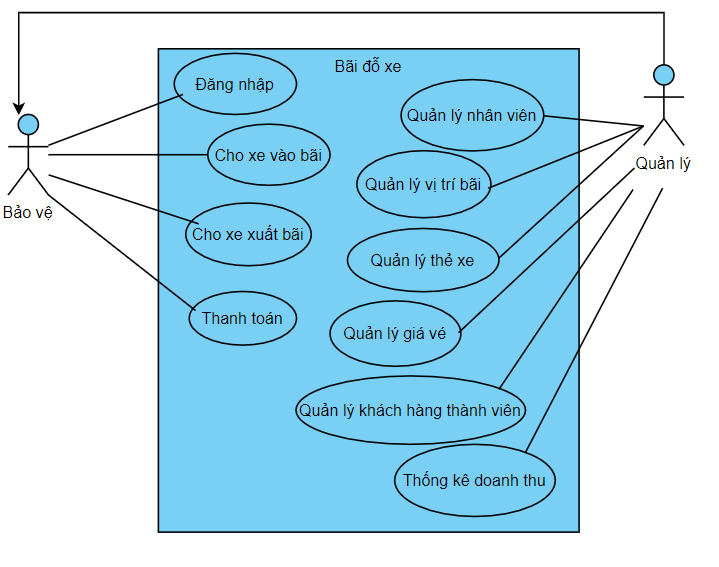 Bãi đỗ xe
Đăng nhập
Quản lý nhân viên
Cho xe vào bãi
Quản lý
Quản lý vị trí bãi
Bảo vệ
Cho xe xuất bãi
Quản lý thẻ xe
Thanh toán
Quản lý giá vé
Quản lý khách hàng thành viên
Thống kê doanh thu